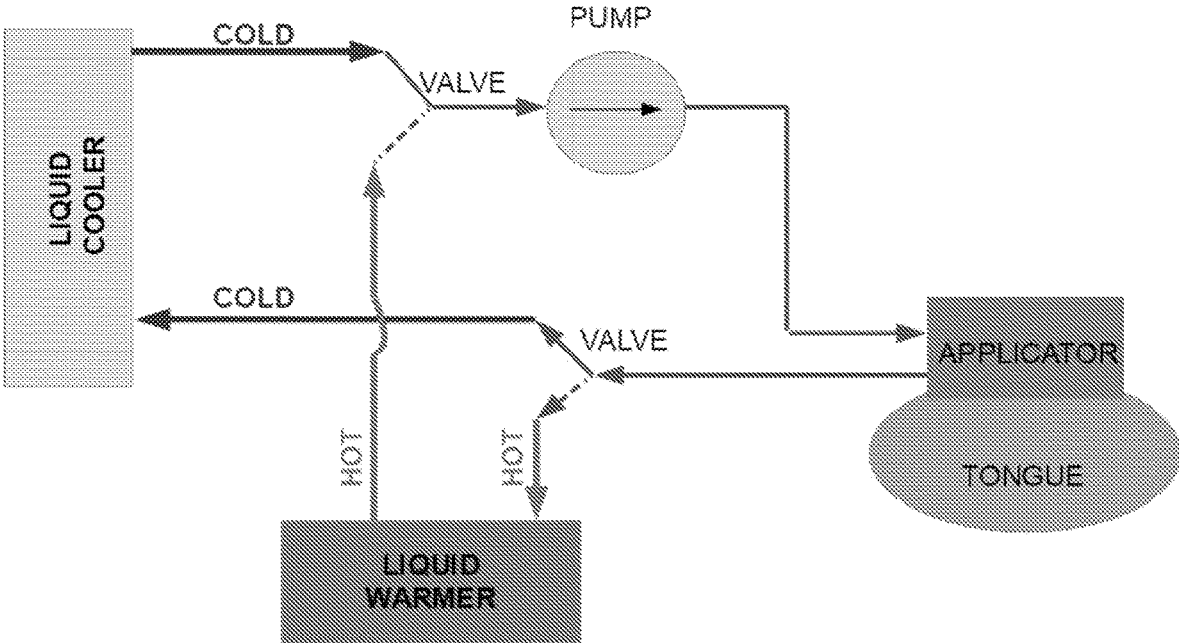 PUMP
COLD
VALVE
LIQUID
COOLER
COLD
VALVE
APPLICATOR
HOT
HOT
TONGUE
LIQUID
WARMER